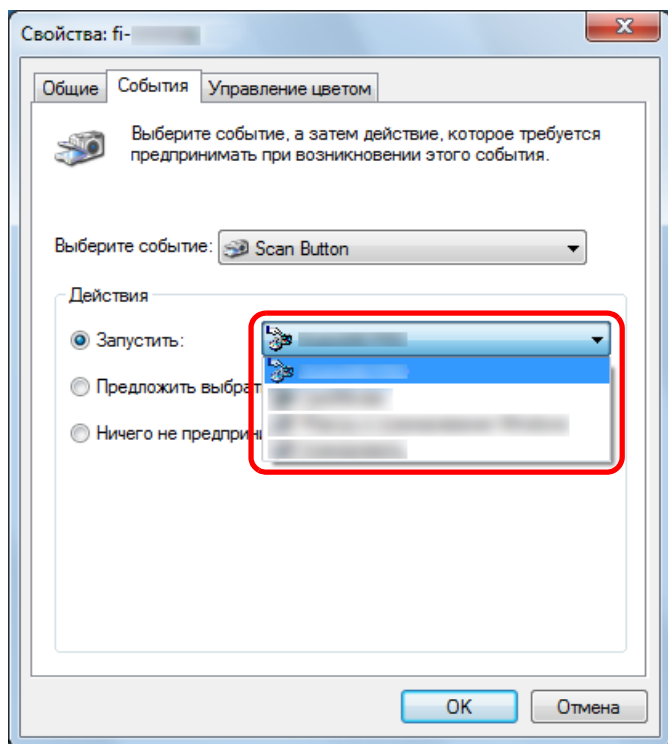 Свойства: fi-
Общие
События
Управление цветом
Выберите событие, а затем действие, которое требуется
предпринимать при возникновении этого события.
Выберите событие:
Scan Button
Действия
Запустить:
Предложить выбрат
Ничего не предприни
OK
Отмена